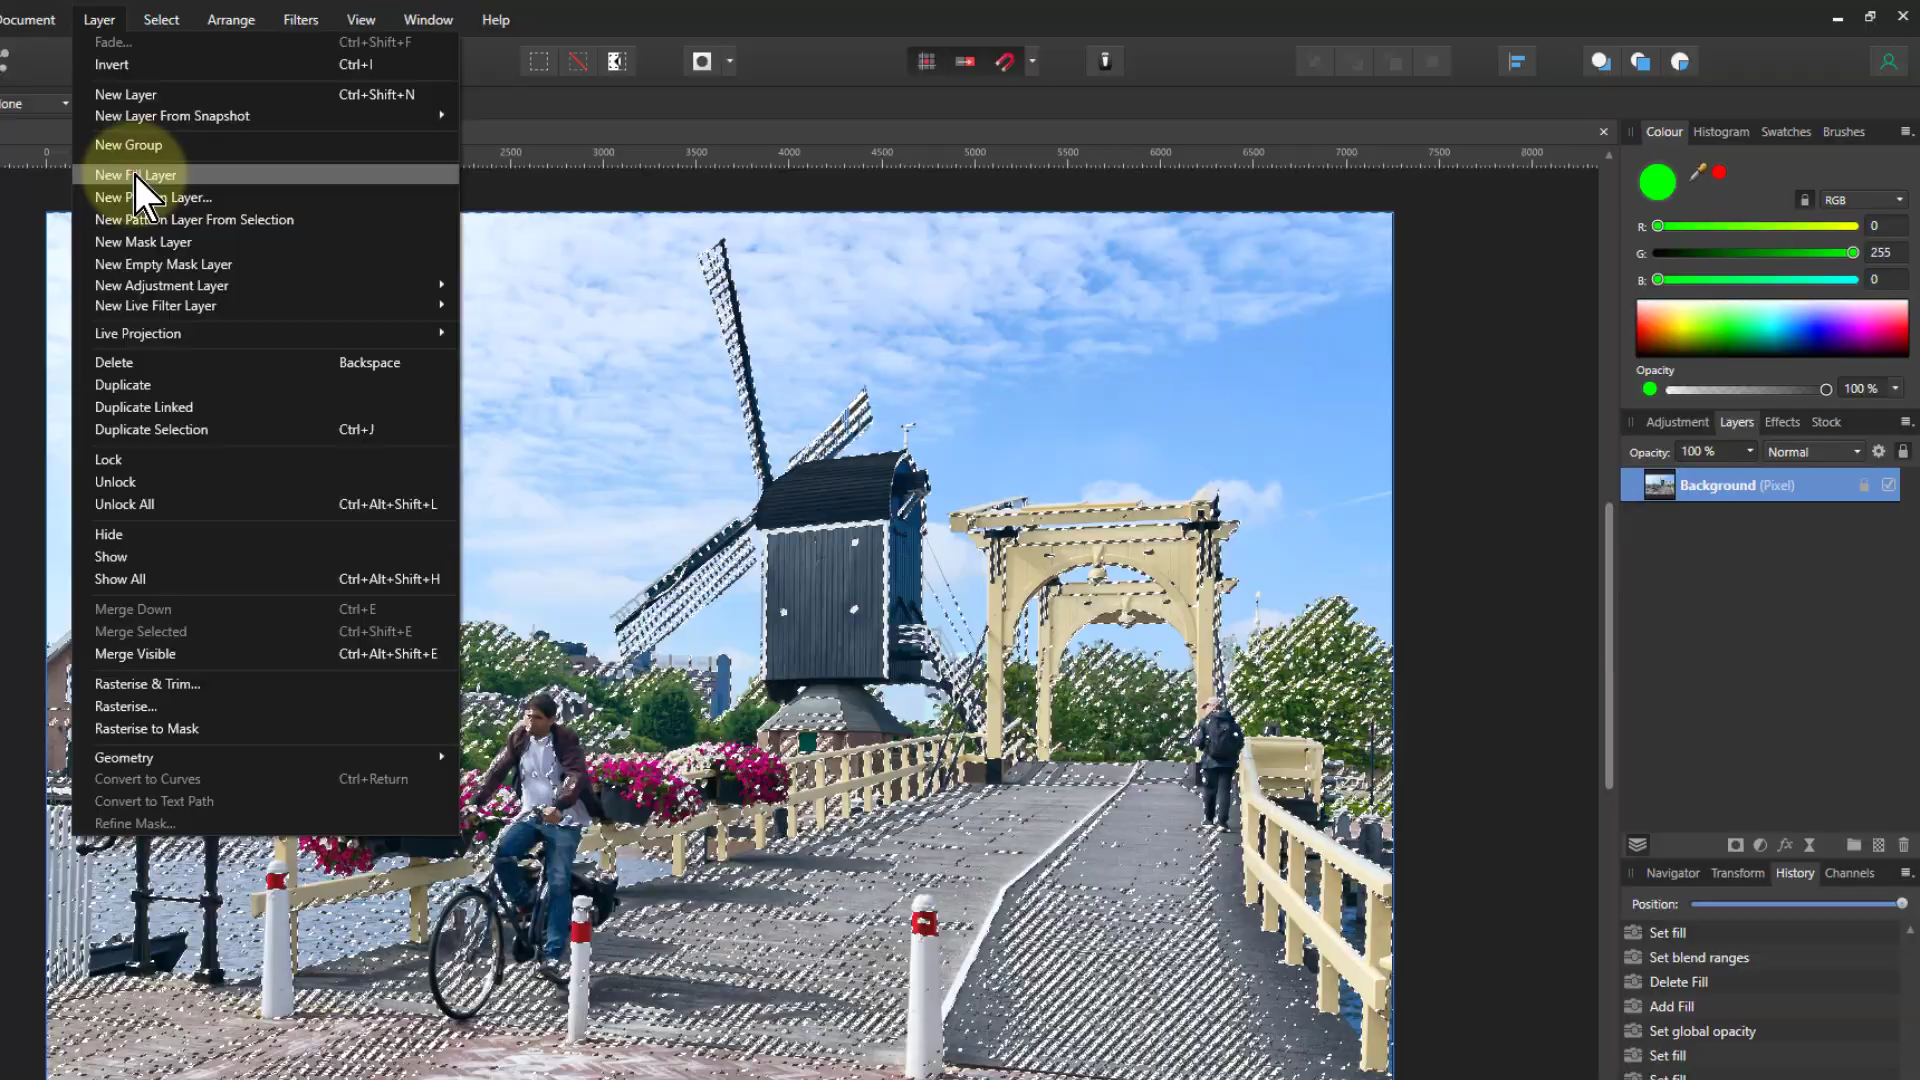 Document Layer Select Arrange Filters View Window Help
Fade... Ctrl+Shift+F
Invert Ctrl+I
New Layer Ctrl+Shift+N
New Layer From Snapshot
New Group
New Fill Layer
New Pattern Layer...
New Pattern Layer From Selection
New Mask Layer
New Empty Mask Layer
New Adjustment Layer
New Live Filter Layer
Live Projection
Delete Backspace
Duplicate
Duplicate Linked
Duplicate Selection Ctrl+J
Lock
Unlock
Unlock All Ctrl+Alt+Shift+L
Hide
Show
Show All Ctrl+Alt+Shift+H
Merge Down Ctrl+E
Merge Selected Ctrl+Shift+E
Merge Visible Ctrl+Alt+Shift+E
Rasterise & Trim...
Rasterise...
Rasterise to Mask
Geometry
Convert to Curves Ctrl+Return
Convert to Text Path
Refine Mask...
0 2500 3000 3500 4000 4500 5000 5500 6000 6500 7000 7500 8000
Colour Histogram Swatches Brushes
RGB
R: 0
G: 255
B: 0
Opacity
100 %
Adjustment Layers Effects Stock
Opacity: 100 % Normal
Background (Pixel)
Navigator Transform History Channels
Position:
Set fill
Set blend ranges
Delete Fill
Add Fill
Set global opacity
Set fill